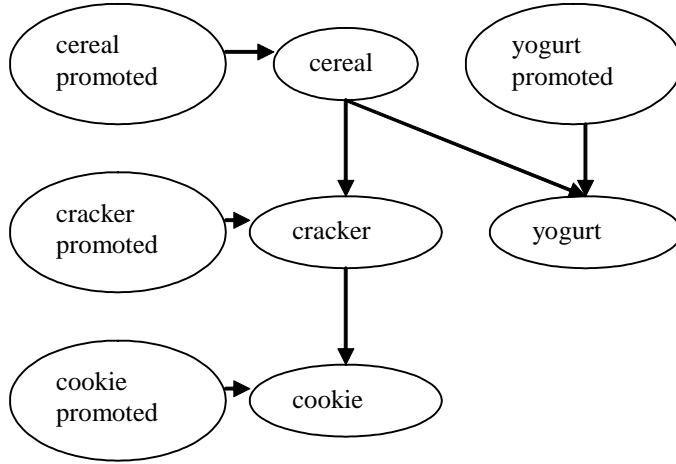 cereal
promoted
cereal
yogurt
promoted
cracker
promoted
cracker
yogurt
cookie
promoted
cookie